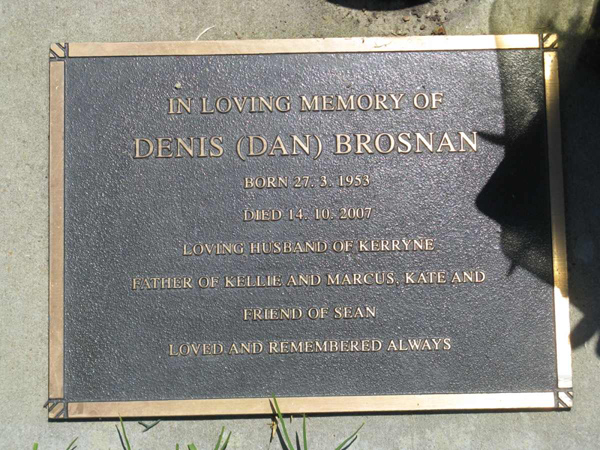 IN LOVING MEMORY OF
DENIS (DAN) BROSNAN
BORN 27. 3. 1953
DIED 14. 10. 2007
LOVING HUSBAND OF KERRYNE
FATHER OF KELLIE AND MARCUS, KATE AND
FRIEND OF SEAN
LOVED AND REMEMBERED ALWAYS